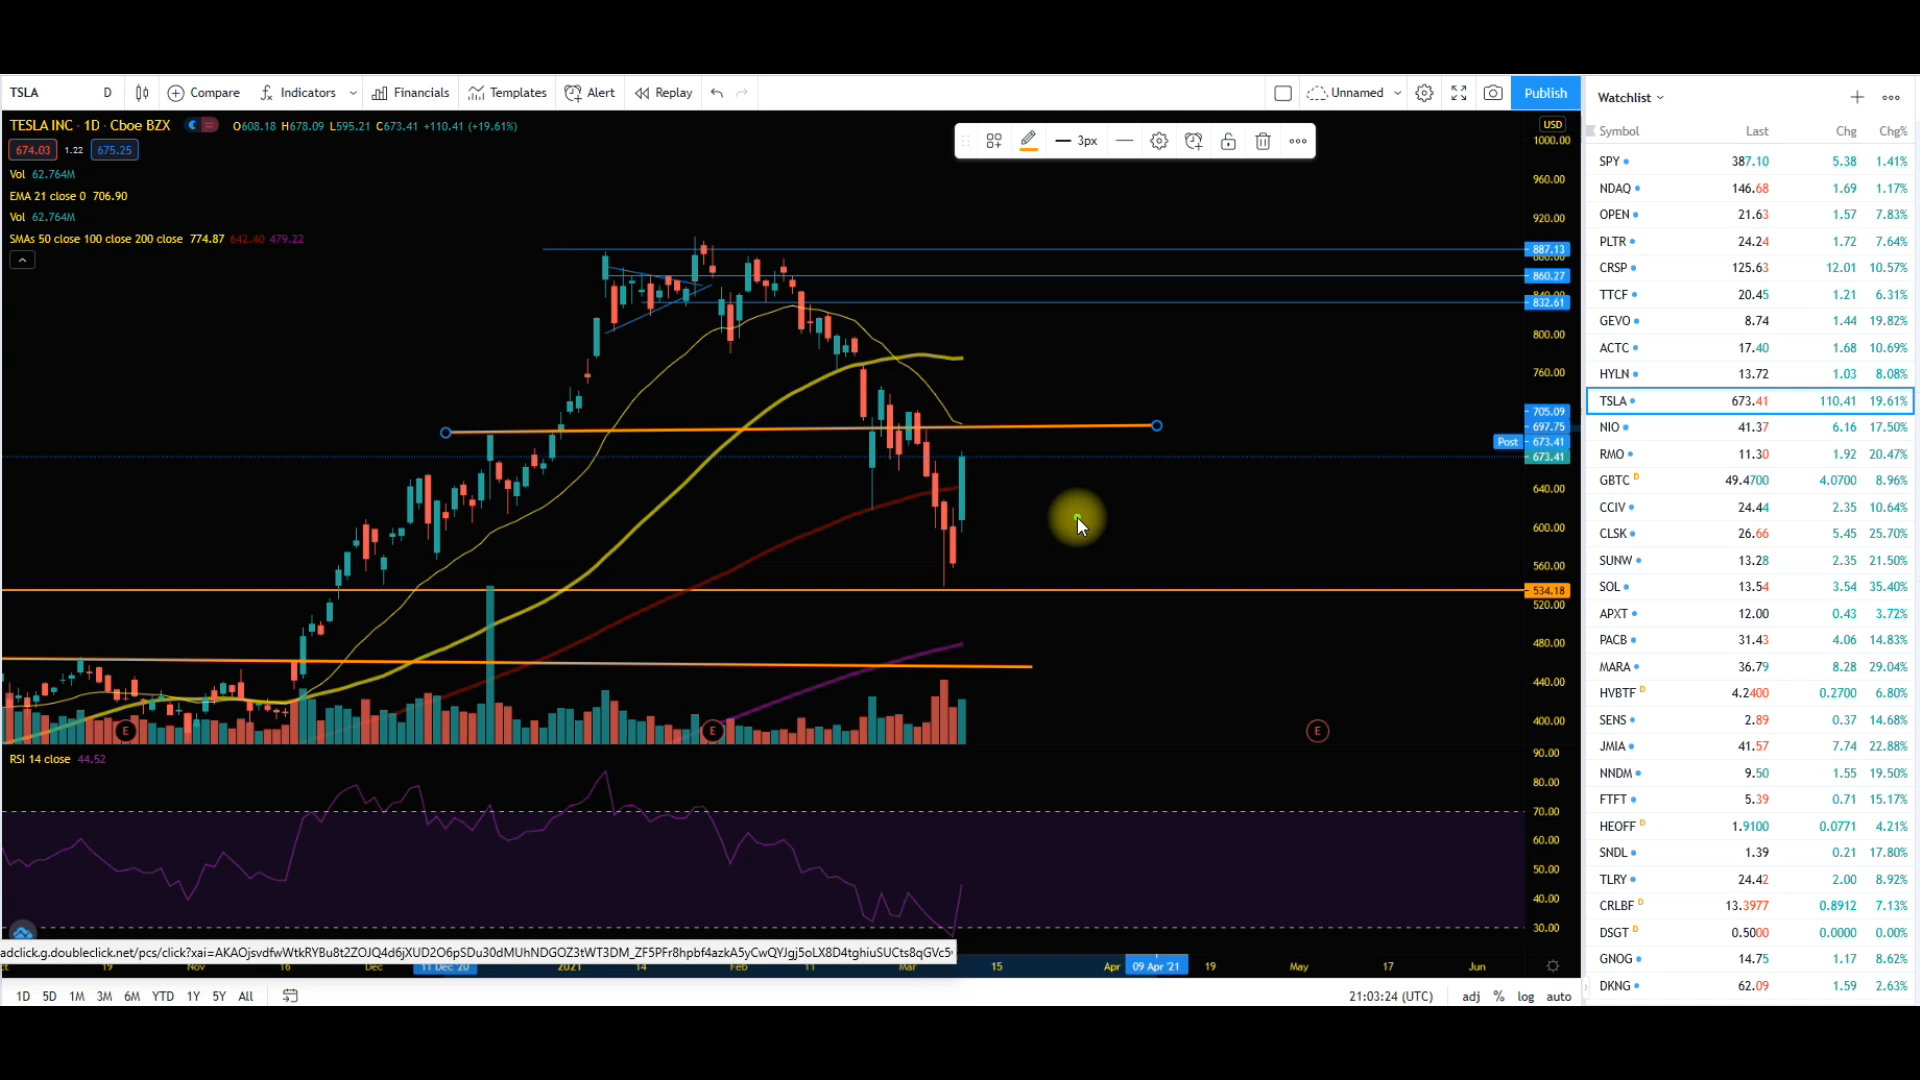 TSLA D Compare Indicators Financials Templates Alert Replay Unnamed Publish
TESLA INC · 1D · Cboe BZX O608.18 H678.09 L595.21 C673.41 +110.41 (+19.61%)
674.03 1.22 675.25
Vol 62.764M
EMA 21 close 0 706.90
Vol 62.764M
SMAs 50 close 100 close 200 close 774.87 642.40 479.22
3px
USD
1000.00
960.00
920.00
887.13
860.27
832.61
800.00
760.00
705.09
697.75
Post 673.41
673.41
640.00
600.00
560.00
534.18
520.00
480.00
440.00
400.00
E E E
RSI 14 close 44.52
90.00
80.00
70.00
60.00
50.00
40.00
30.00
adclick.g.doubleclick.net/pcs/click?xai=AKAOjsvdfwWtkRYBu8t2ZOJQ4d6jXUD2O6pSDu30dMUhNDGOZ3tWT3DM_ZF5PFr8hpbf4azkA5yCwQYJgj5oLX8D4tghiuSUCts8qGVc5
19 Nov 16 Dec 11 Dec '20 2021 14 Feb 11 Mar 15 Apr 09 Apr '21 19 May 17 Jun
1D 5D 1M 3M 6M YTD 1Y 5Y All 21:03:24 (UTC) adj % log auto
Watchlist
Symbol Last Chg Chg%
SPY 387.10 5.38 1.41%
NDAQ 146.68 1.69 1.17%
OPEN 21.63 1.57 7.83%
PLTR 24.24 1.72 7.64%
CRSP 125.63 12.01 10.57%
TTCF 20.45 1.21 6.31%
GEVO 8.74 1.44 19.82%
ACTC 17.40 1.68 10.69%
HYLN 13.72 1.03 8.08%
TSLA 673.41 110.41 19.61%
NIO 41.37 6.16 17.50%
RMO 11.30 1.92 20.47%
GBTC D 49.4700 4.0700 8.96%
CCIV 24.44 2.35 10.64%
CLSK 26.66 5.45 25.70%
SUNW 13.28 2.35 21.50%
SOL 13.54 3.54 35.40%
APXT 12.00 0.43 3.72%
PACB 31.43 4.06 14.83%
MARA 36.79 8.28 29.04%
HVBTF D 4.2400 0.2700 6.80%
SENS 2.89 0.37 14.68%
JMIA 41.57 7.74 22.88%
NNDM 9.50 1.55 19.50%
FTFT 5.39 0.71 15.17%
HEOFF D 1.9100 0.0771 4.21%
SNDL 1.39 0.21 17.80%
TLRY 24.42 2.00 8.92%
CRLBF D 13.3977 0.8912 7.13%
DSGT D 0.5000 0.0000 0.00%
GNOG 14.75 1.17 8.62%
DKNG 62.09 1.59 2.63%